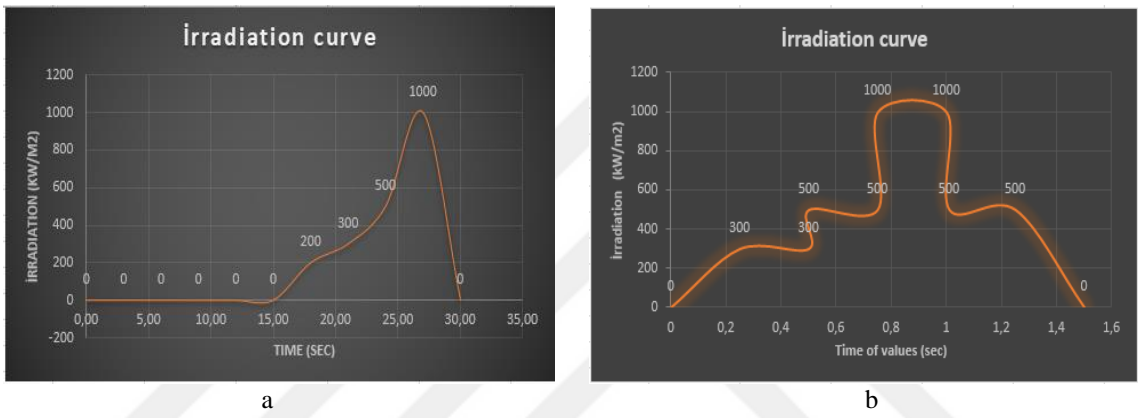 İrradiation curve
İRRADIATION (KW/M2)
1200
1000
800
600
400
200
0
-200
0 0 0 0 0 0 200 300 500 1000 0
0,00 5,00 10,00 15,00 20,00 25,00 30,00 35,00
TIME (SEC)
a
İrradiation curve
İrradiation (kW/m2)
1200
1000
800
600
400
200
0
0 300 300 500 500 1000 1000 500 500 0
0 0,2 0,4 0,6 0,8 1 1,2 1,4 1,6
Time of values (sec)
b